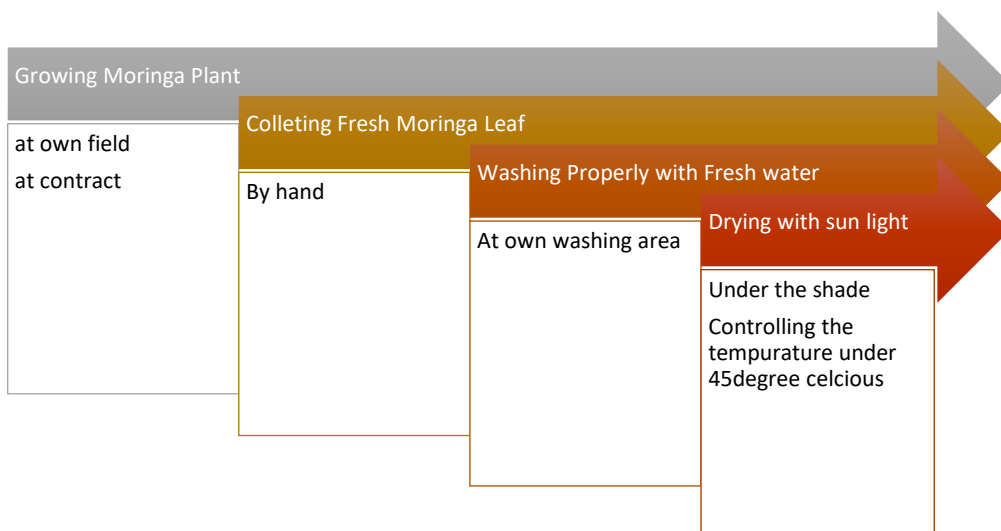 Growing Moringa Plant
at own field
at contract
Colleting Fresh Moringa Leaf
By hand
Washing Properly with Fresh water
At own washing area
Drying with sun light
Under the shade
Controlling the
tempurature under
45degree celcious